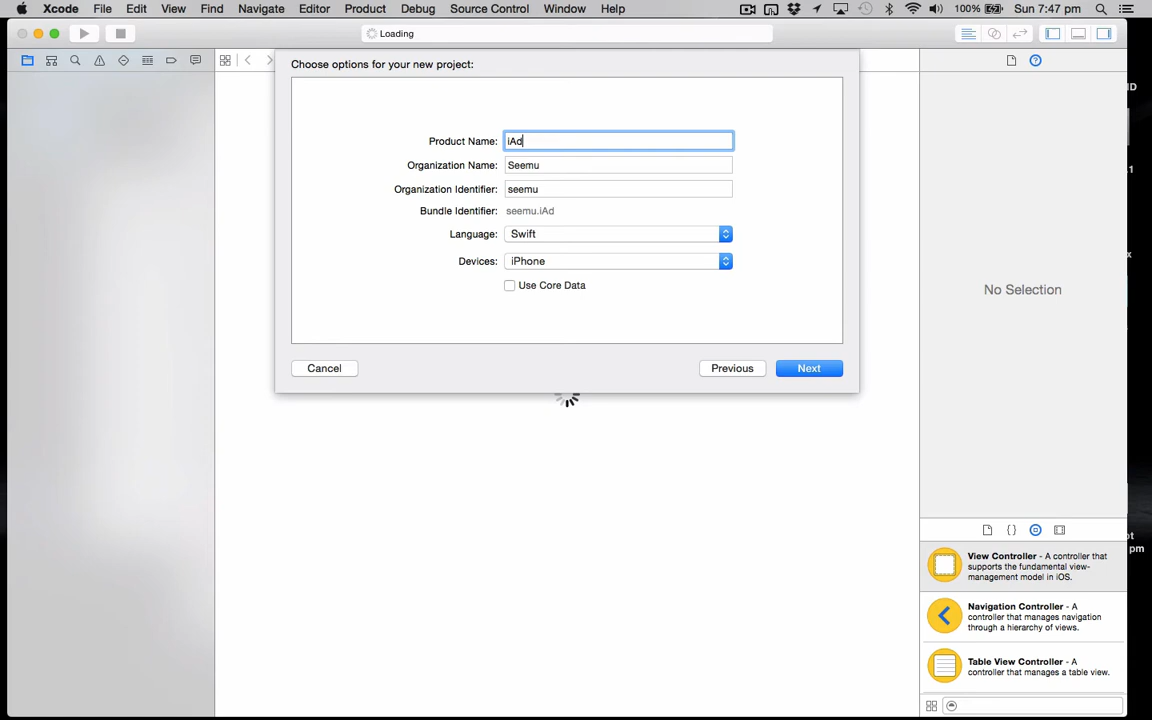 Xcode File Edit View Find Navigate Editor Product Debug Source Control Window Help 100% Sun 7:47 pm
Loading
Choose options for your new project:
Product Name: iAd
Organization Name: Seemu
Organization Identifier: seemu
Bundle Identifier: seemu.iAd
Language: Swift
Devices: iPhone
Use Core Data
Cancel Previous Next
No Selection
View Controller - A controller that
supports the fundamental view-
management model in iOS.
Navigation Controller - A
controller that manages navigation
through a hierarchy of views.
Table View Controller - A
controller that manages a table view.
pm